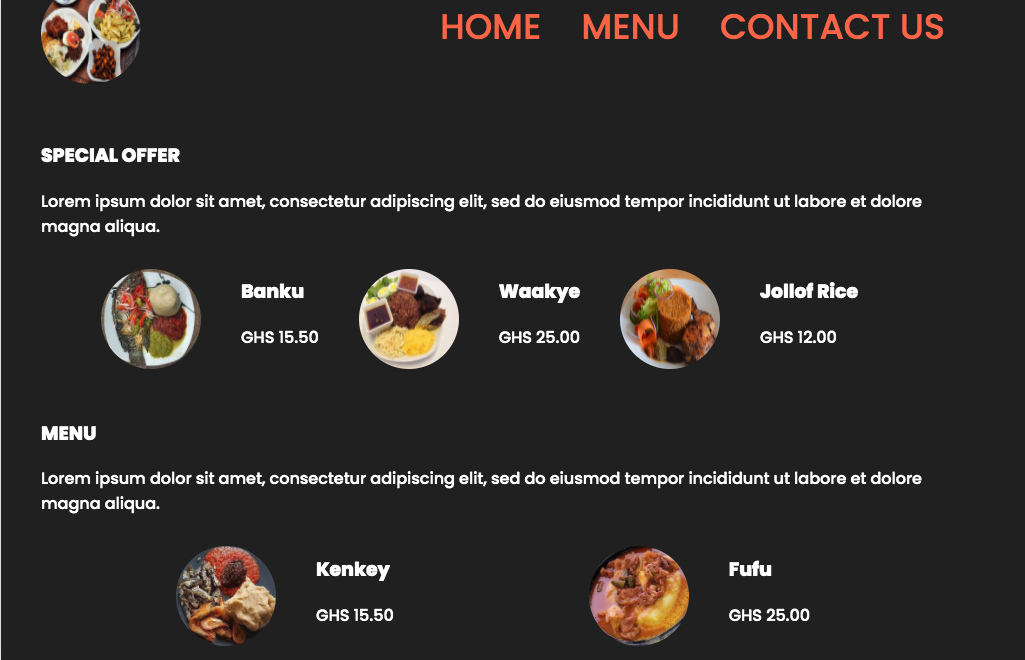 HOME MENU CONTACT US
SPECIAL OFFER
Lorem ipsum dolor sit amet, consectetur adipiscing elit, sed do eiusmod tempor incididunt ut labore et dolore
magna aliqua.
Banku
GHS 15.50
Waakye
GHS 25.00
Jollof Rice
GHS 12.00
MENU
Lorem ipsum dolor sit amet, consectetur adipiscing elit, sed do eiusmod tempor incididunt ut labore et dolore
magna aliqua.
Kenkey
GHS 15.50
Fufu
GHS 25.00